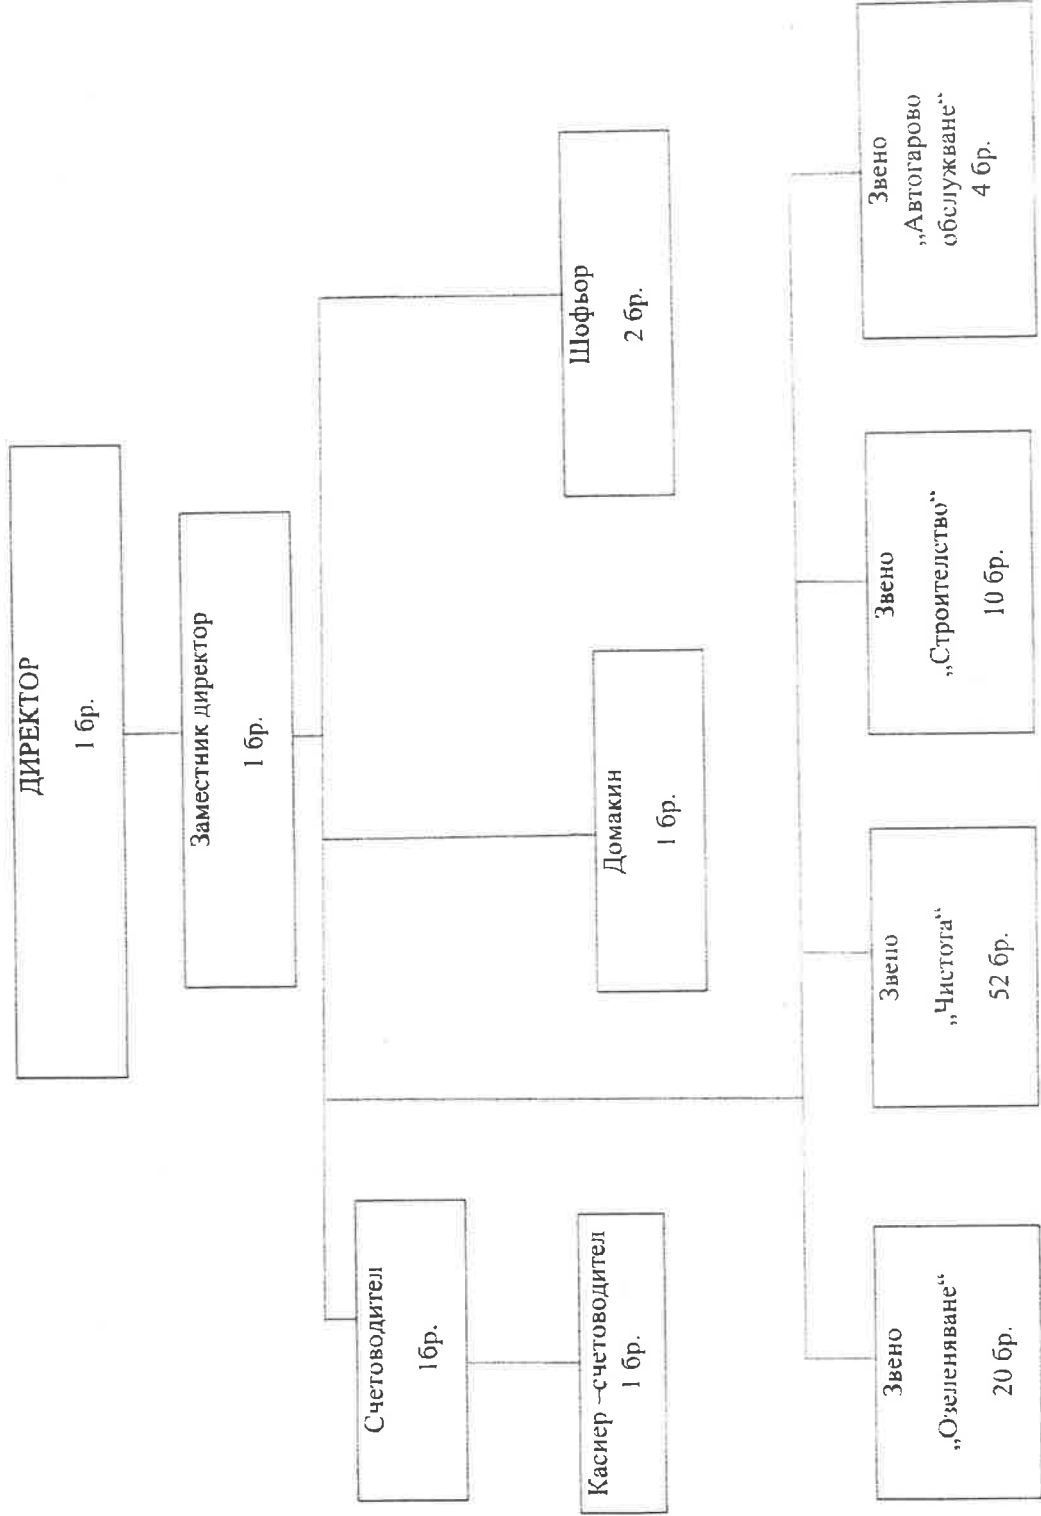 ДИРЕКТОР
1 бр.
Заместник директор
1 бр.
Счетоводител
1бр.
Касиер –счетоводител
1 бр.
Домакин
1 бр.
Шофьор
2 бр.
Звено
„Озеленяване“
20 бр.
Звено
„Чистота“
52 бр.
Звено
„Строителство“
10 бр.
Звено
„Автогарово
обслужване“
4 бр.